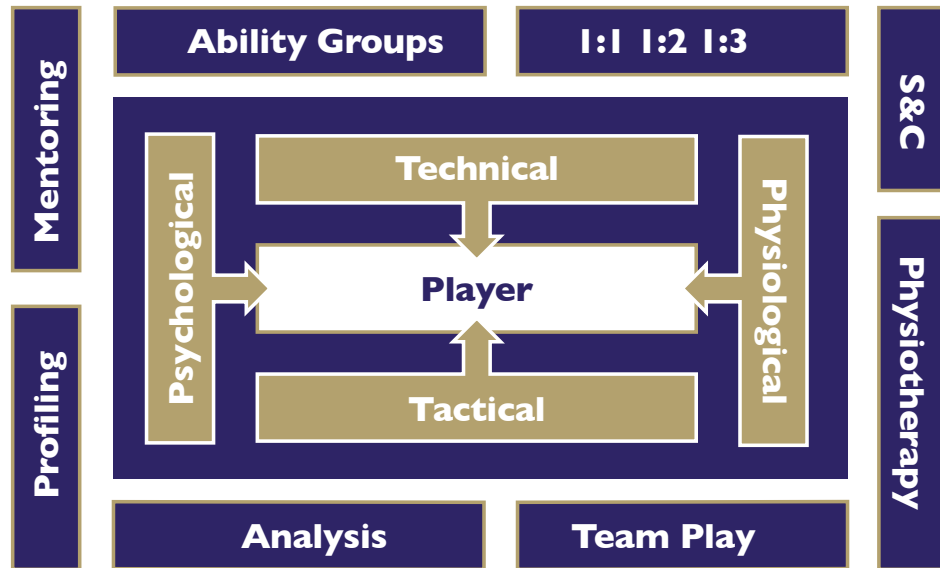 Ability Groups
1:1 1:2 1:3
Mentoring
S&C
Technical
Psychological
Player
Physiological
Tactical
Profiling
Physiotherapy
Analysis
Team Play